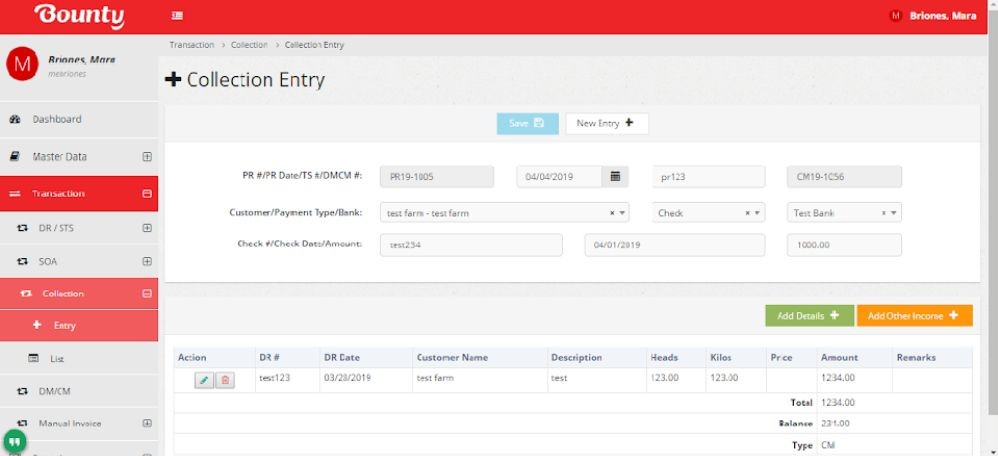 Bounty
M Briones, Mara
M
Briones, Mara
Transaction > Collection > Collection Entry
Collection Entry
Dashboard
Master Data
Transaction
DR / STS
SOA
Collection
Entry
List
DM/CM
Manual Invoice
Save
New Entry
PR #/PR Date/TS #/DMCM #: PR19-1005 04/04/2019 pr123 CM19-1056
Customer/Payment Type/Bank: test farm - test farm × Check × Test Bank ×
Check #/Check Date/Amount: test234 04/01/2019 1000.00
Add Details Add Other Income
Action DR # DR Date Customer Name Description Heads Kilos Price Amount Remarks
test123 03/28/2019 test farm test 123.00 123.00 1234.00
Total 1234.00
Balance 234.00
Type CM